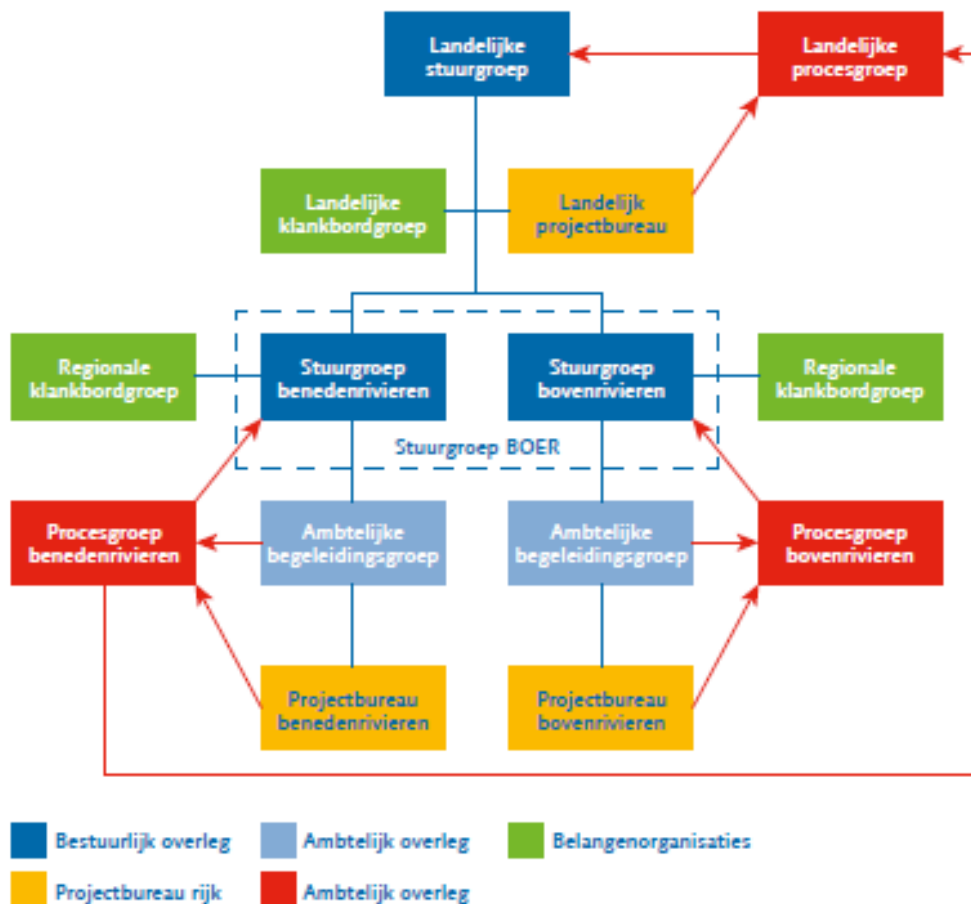 Landelijke
stuurgroep
Landelijke
procesgroep
Landelijke
klankbordgroep
Landelijk
projectbureau
Regionale
klankbordgroep
Stuurgroep
benedenrivieren
Stuurgroep
bovenrivieren
Regionale
klankbordgroep
Stuurgroep BOER
Procesgroep
benedenrivieren
Ambtelijke
begeleidingsgroep
Ambtelijke
begeleidingsgroep
Procesgroep
bovenrivieren
Projectbureau
benedenrivieren
Projectbureau
bovenrivieren
Bestuurlijk overleg
Ambtelijk overleg
Belangenorganisaties
Projectbureau rijk
Ambtelijk overleg